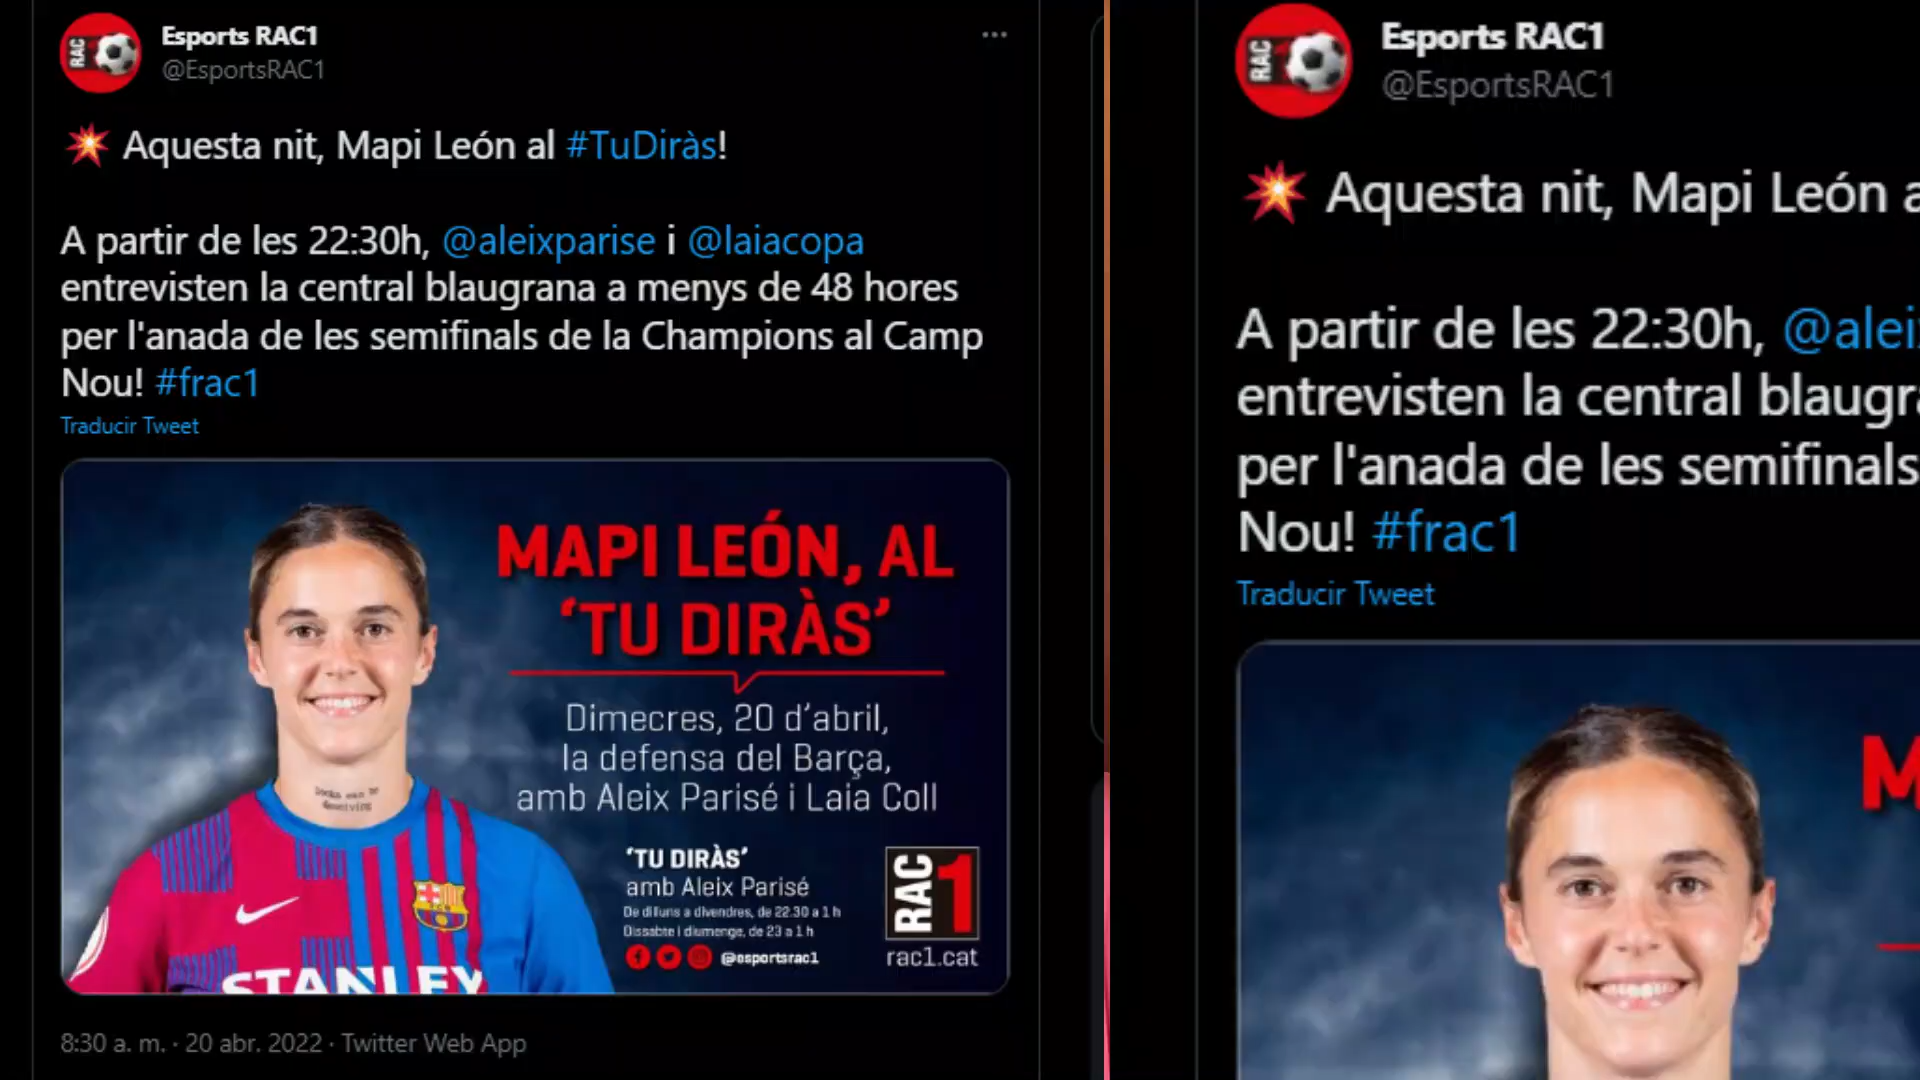 Esports RAC1
@EsportsRAC1
Aquesta nit, Mapi León al #TuDiràs!
A partir de les 22:30h, @aleixparise i @laiacopa
entrevisten la central blaugrana a menys de 48 hores
per l'anada de les semifinals de la Champions al Camp
Nou! #frac1
Traducir Tweet
MAPI LEÓN, AL
‘TU DIRÀS’
Dimecres, 20 d’abril,
la defensa del Barça,
amb Aleix Parisé i Laia Coll
‘TU DIRÀS’
amb Aleix Parisé
De dilluns a divendres, de 22.30 a 1 h
Dissabte i diumenge, de 23 a 1 h
@esportsrac1
RAC1
rac1.cat
STANLEY
8:30 a. m. · 20 abr. 2022 · Twitter Web App
Esports RAC1
@EsportsRAC1
Aquesta nit, Mapi León a
A partir de les 22:30h, @alei
entrevisten la central blaugr
per l'anada de les semifinals
Nou! #frac1
Traducir Tweet
M